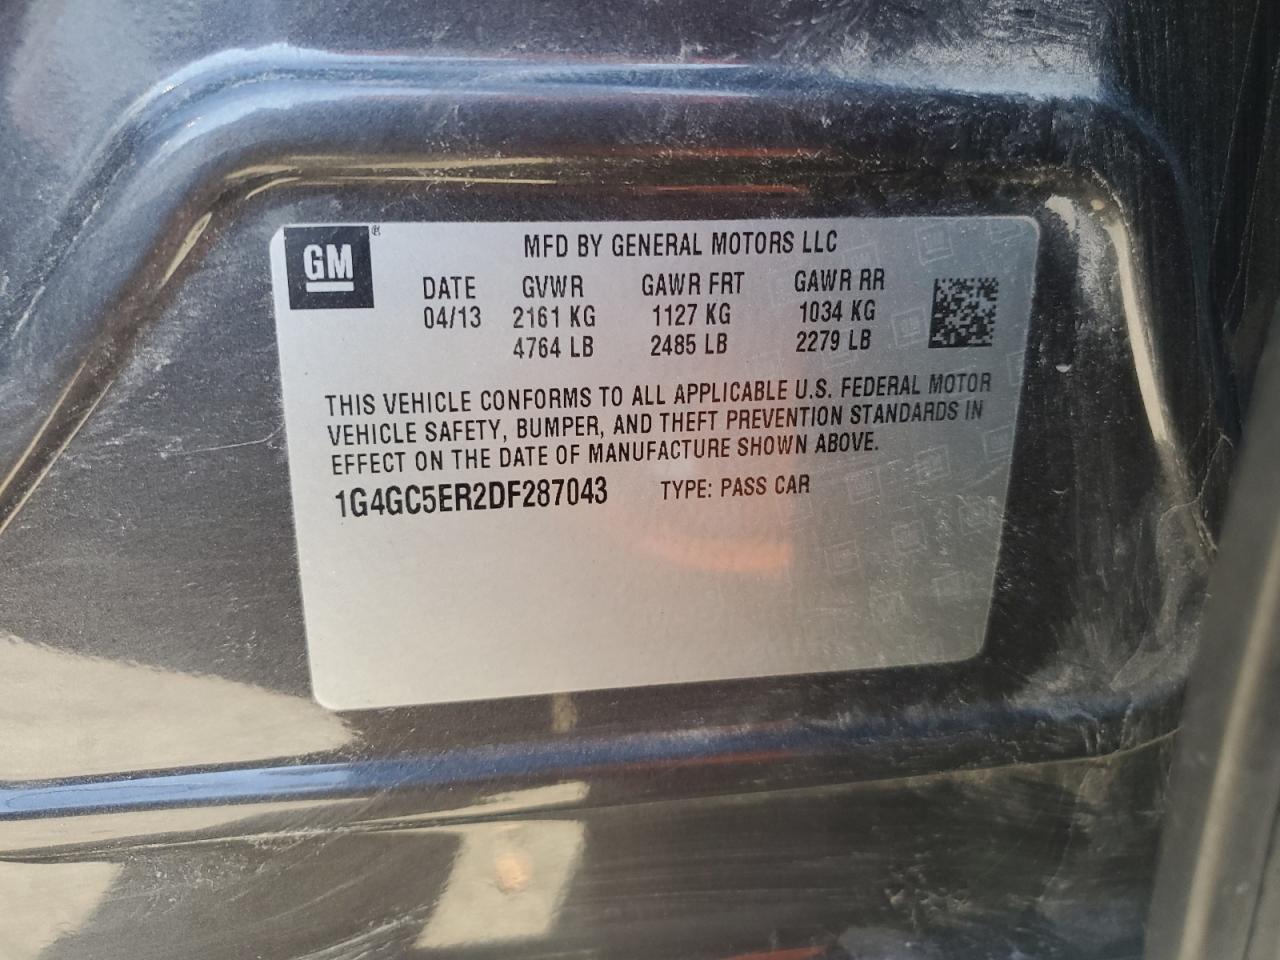 GM®
MFD BY GENERAL MOTORS LLC
DATE GVWR GAWR FRT GAWR RR
04/13 2161 KG 1127 KG 1034 KG
4764 LB 2485 LB 2279 LB
THIS VEHICLE CONFORMS TO ALL APPLICABLE U.S. FEDERAL MOTOR
VEHICLE SAFETY, BUMPER, AND THEFT PREVENTION STANDARDS IN
EFFECT ON THE DATE OF MANUFACTURE SHOWN ABOVE.
1G4GC5ER2DF287043 TYPE: PASS CAR